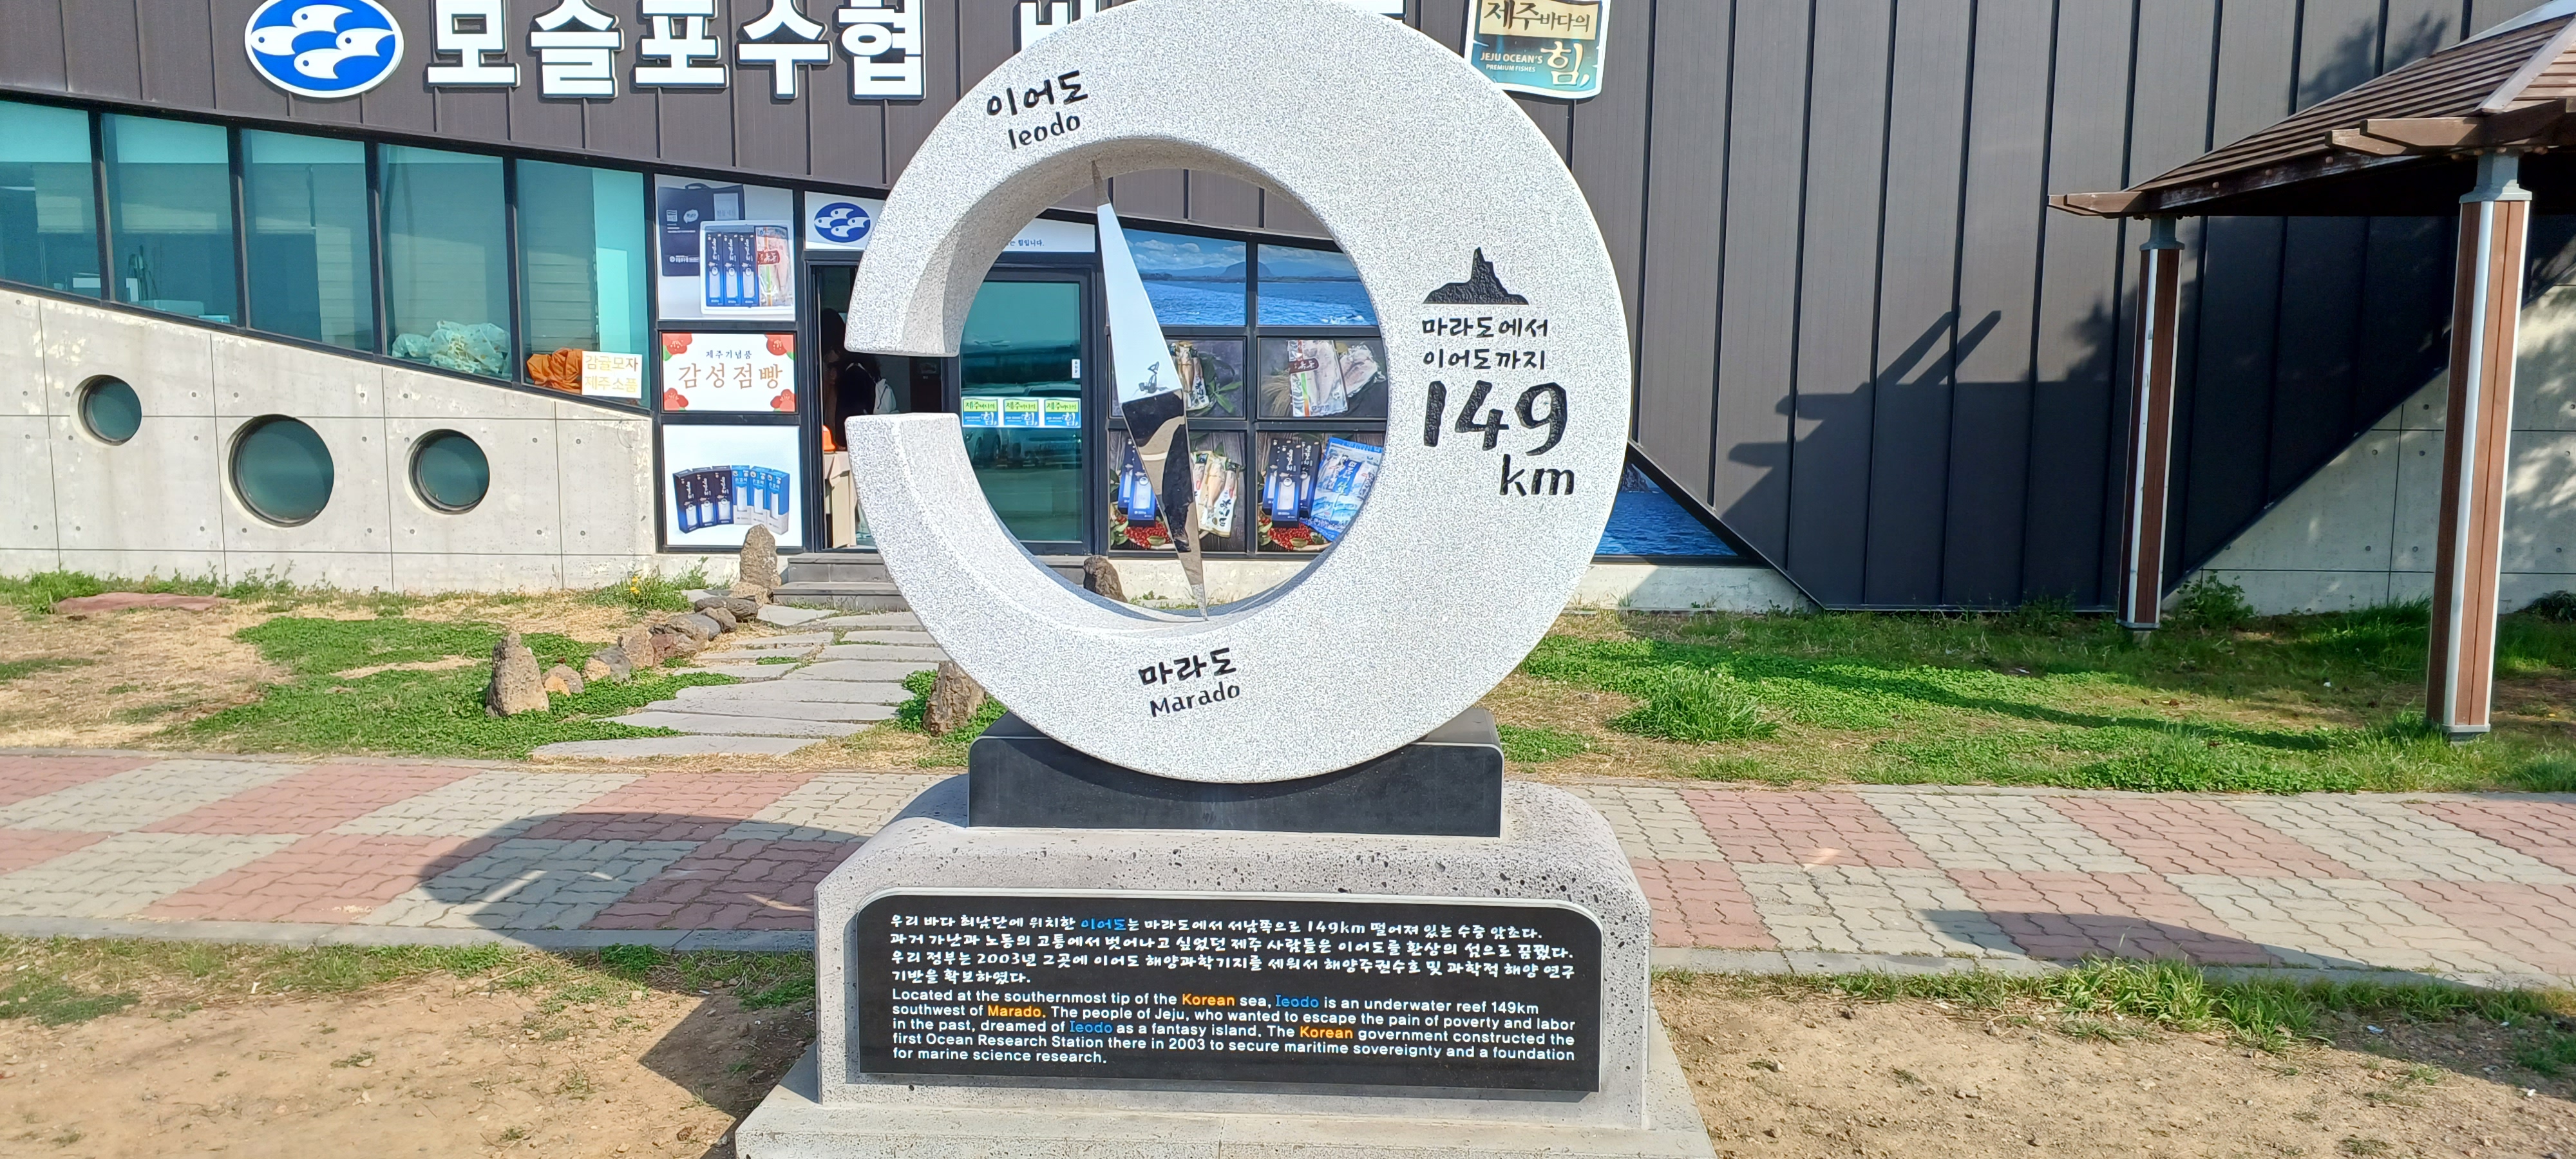 모슬포수협
제주바다의
힘,
JEJU OCEAN'S
PREMIUM FISHES
이어도
Ieodo
마라도에서
이어도까지
149
km
제주기념품
감성점빵
감귤모자
제주소품
마라도
Marado
우리 바다 최남단에 위치한 이어도는 마라도에서 서남쪽으로 149km 떨어져 있는 수중 암초다.
과거 가난과 노동의 고통에서 벗어나고 싶었던 제주 사람들은 이어도를 환상의 섬으로 꿈꿨다.
우리 정부는 2003년 그곳에 이어도 해양과학기지를 세워서 해양주권수호 및 과학적 해양 연구
기반을 확보하였다.
Located at the southernmost tip of the Korean sea, Ieodo is an underwater reef 149km
southwest of Marado. The people of Jeju, who wanted to escape the pain of poverty and labor
in the past, dreamed of Ieodo as a fantasy island. The Korean government constructed the
first Ocean Research Station there in 2003 to secure maritime sovereignty and a foundation
for marine science research.